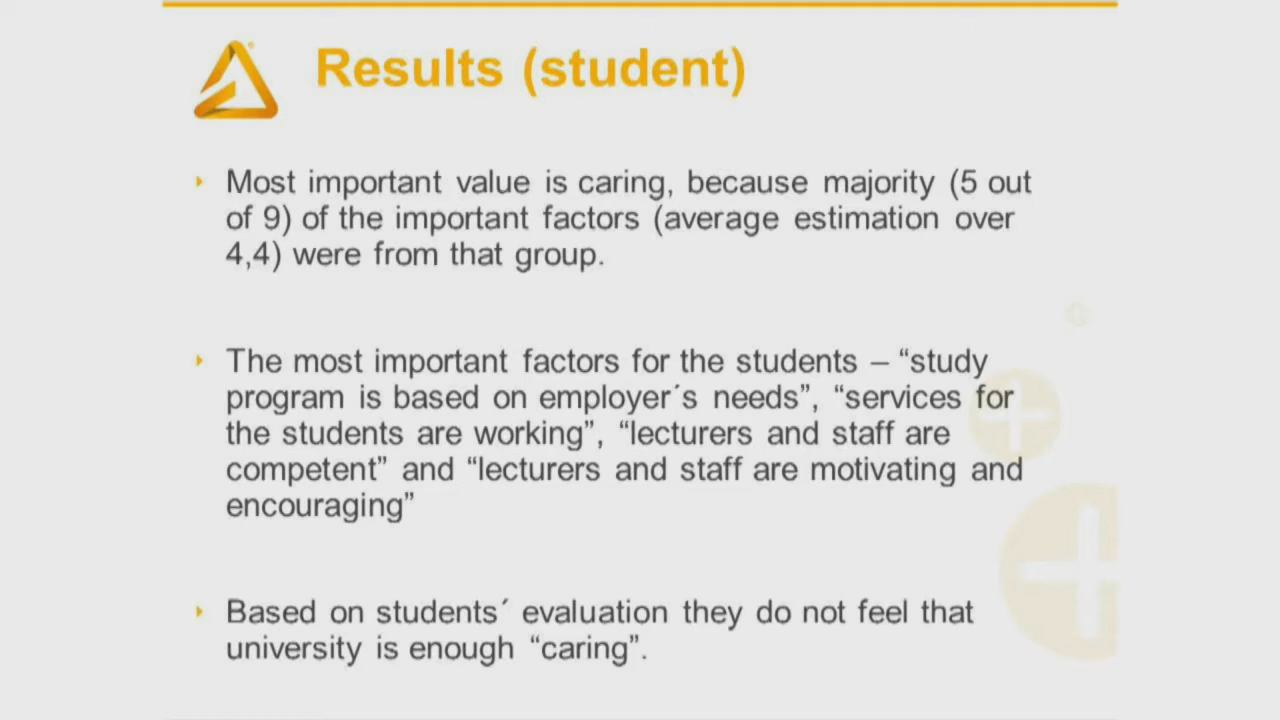 Results (student)
Most important value is caring, because majority (5 out
of 9) of the important factors (average estimation over
4,4) were from that group.
The most important factors for the students – “study
program is based on employer´s needs”, “services for
the students are working”, “lecturers and staff are
competent” and “lecturers and staff are motivating and
encouraging”
Based on students´ evaluation they do not feel that
university is enough “caring”.